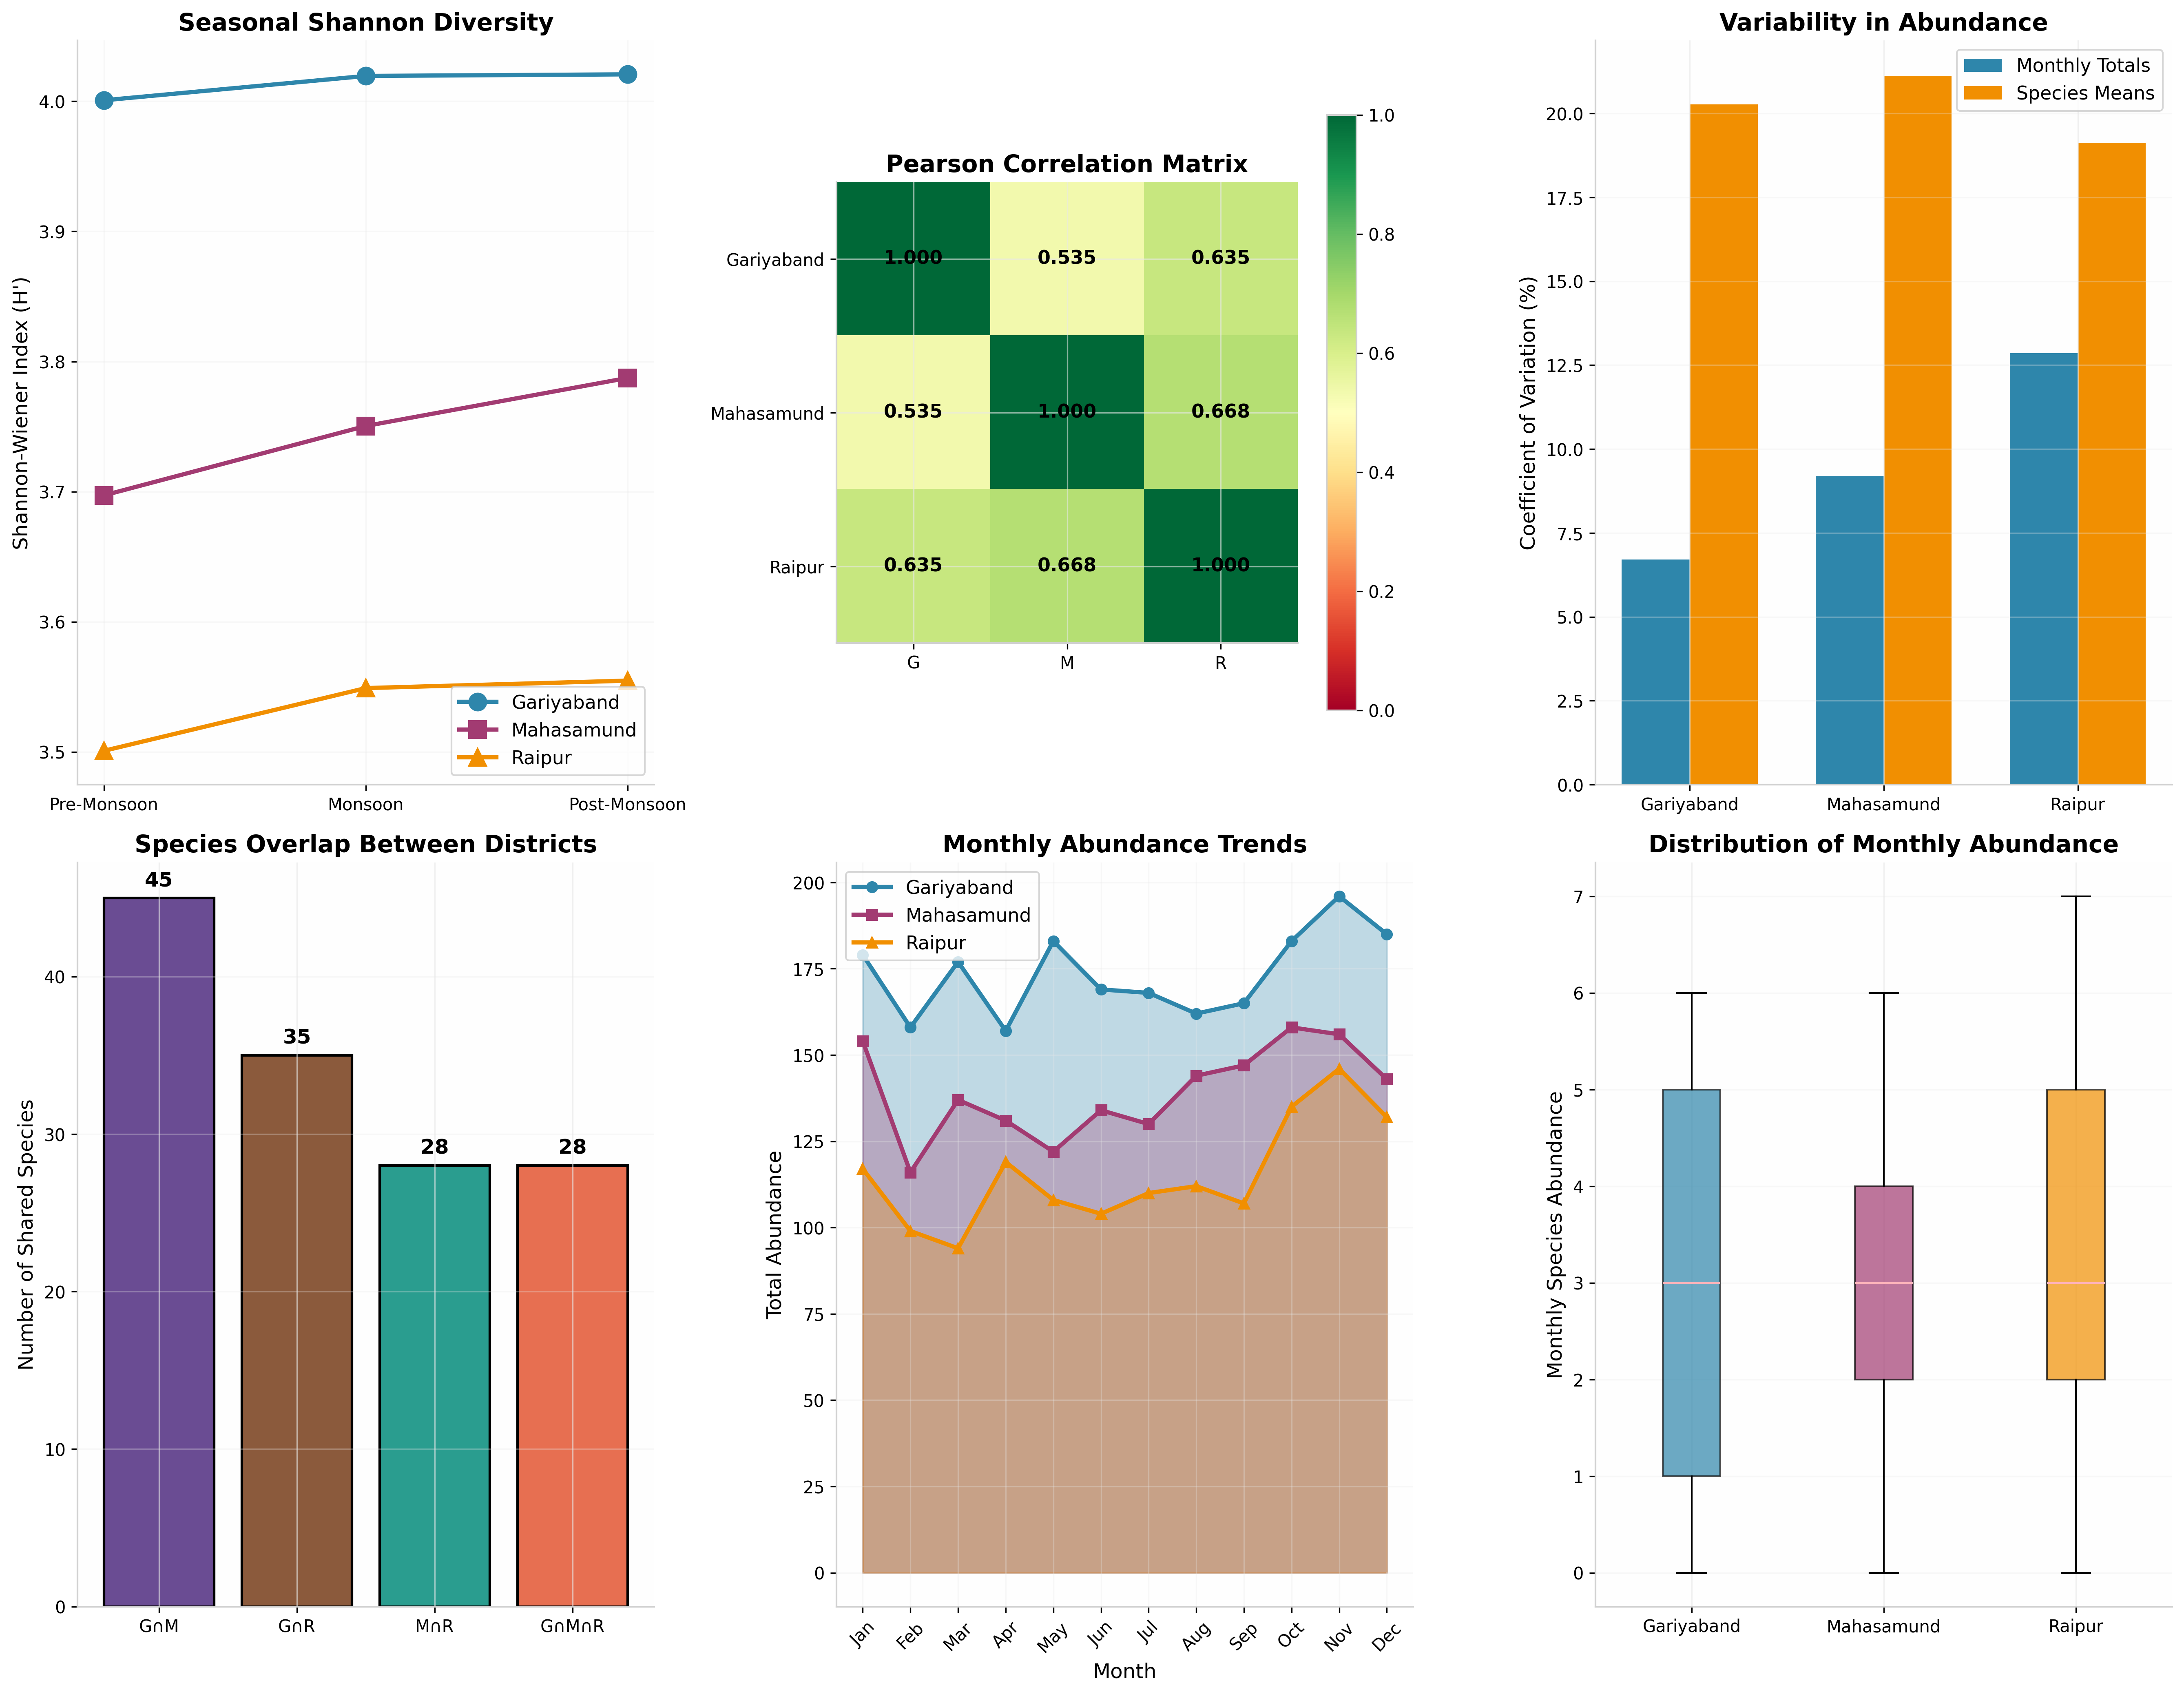 Seasonal Shannon Diversity
Shannon-Wiener Index (H')
4.0
3.9
3.8
3.7
3.6
3.5
Pre-Monsoon Monsoon Post-Monsoon
Gariyaband
Mahasamund
Raipur
Pearson Correlation Matrix
Gariyaband 1.000 0.535 0.635
Mahasamund 0.535 1.000 0.668
Raipur 0.635 0.668 1.000
G M R
1.0
0.8
0.6
0.4
0.2
0.0
Variability in Abundance
Coefficient of Variation (%)
20.0
17.5
15.0
12.5
10.0
7.5
5.0
2.5
0.0
Gariyaband Mahasamund Raipur
Monthly Totals
Species Means
Species Overlap Between Districts
Number of Shared Species
40
30
20
10
0
45
35
28
28
G∩M G∩R M∩R G∩M∩R
Monthly Abundance Trends
Total Abundance
200
175
150
125
100
75
50
25
0
Gariyaband
Mahasamund
Raipur
Jan Feb Mar Apr May Jun Jul Aug Sep Oct Nov Dec
Month
Distribution of Monthly Abundance
Monthly Species Abundance
7
6
5
4
3
2
1
0
Gariyaband Mahasamund Raipur